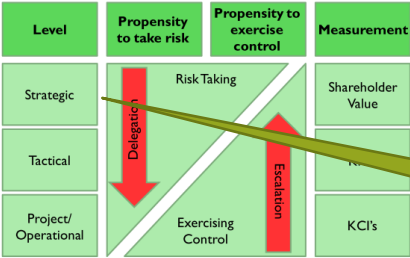 Level
Propensity
to take risk
Propensity to
exercise
control
Measurement
Strategic
Risk Taking
Shareholder
Value
Delegation
Tactical
Escalation
Project/
Operational
Exercising
Control
KCI's